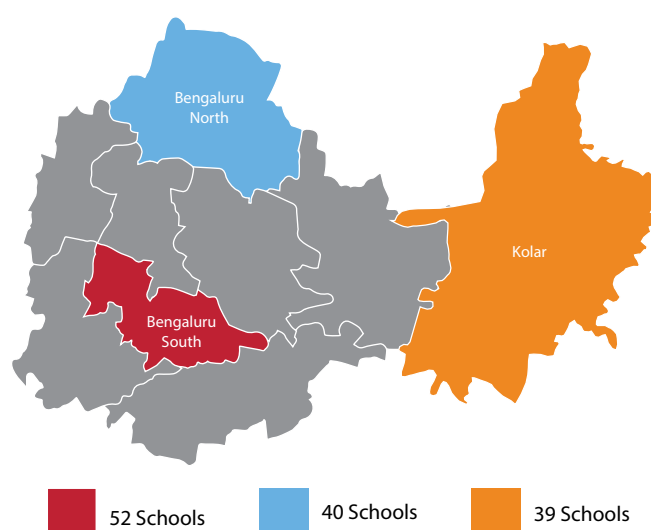 Bengaluru
North
Kolar
Bengaluru
South
52 Schools
40 Schools
39 Schools